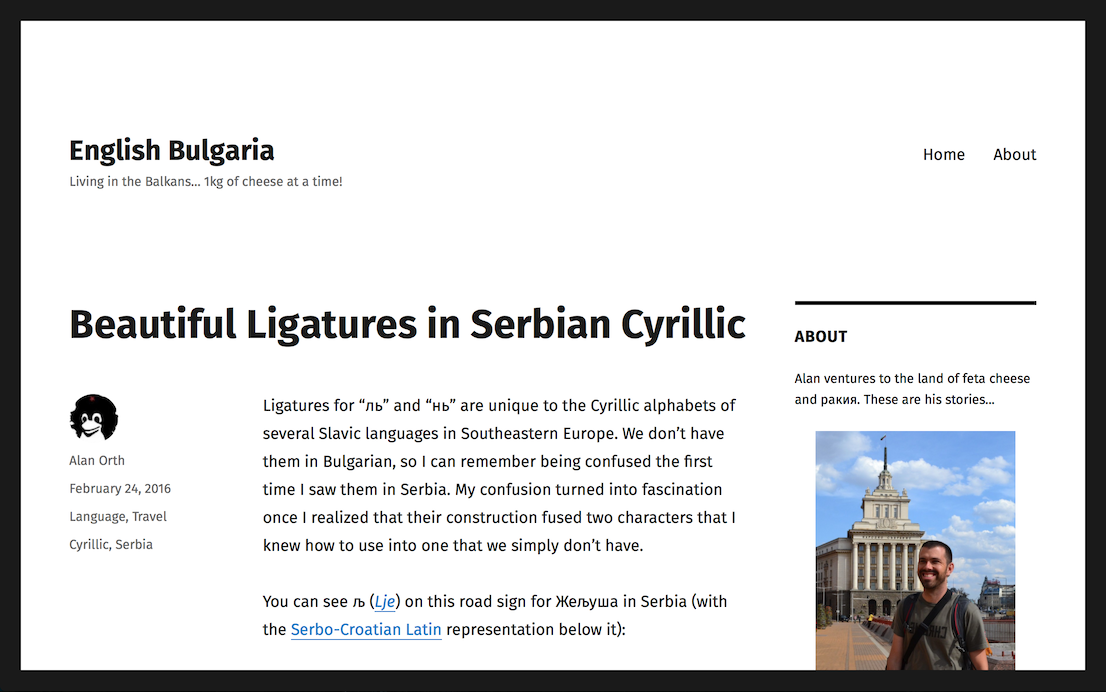 English Bulgaria
Living in the Balkans... 1kg of cheese at a time!
Home
About
Beautiful Ligatures in Serbian Cyrillic
Alan Orth
February 24, 2016
Language, Travel
Cyrillic, Serbia
Ligatures for “ль” and “нь” are unique to the Cyrillic alphabets of
several Slavic languages in Southeastern Europe. We don’t have
them in Bulgarian, so I can remember being confused the first
time I saw them in Serbia. My confusion turned into fascination
once I realized that their construction fused two characters that I
knew how to use into one that we simply don’t have.
You can see љ (Lje) on this road sign for Жељуша in Serbia (with
the Serbo-Croatian Latin representation below it):
ABOUT
Alan ventures to the land of feta cheese
and ракия. These are his stories...